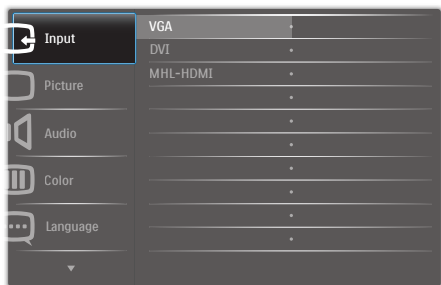 Input
Picture
Audio
Color
Language
VGA
DVI
MHL-HDMI